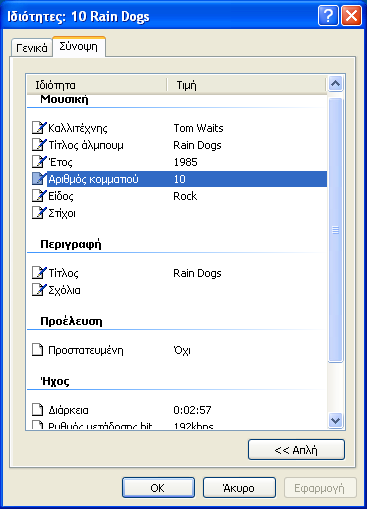 Ιδιότητες: 10 Rain Dogs
Γενικά Σύνοψη
Ιδιότητα Τιμή
Μουσική
Καλλιτέχνης Tom Waits
Τίτλος άλμπουμ Rain Dogs
Έτος 1985
Αριθμός κομματιού 10
Είδος Rock
Στίχοι
Περιγραφή
Τίτλος Rain Dogs
Σχόλια
Προέλευση
Προστατευμένη Όχι
Ήχος
Διάρκεια 0:02:57
Ρυθμός μετάδοσης bit 192kbps
<< Απλή
OK Άκυρο Εφαρμογή